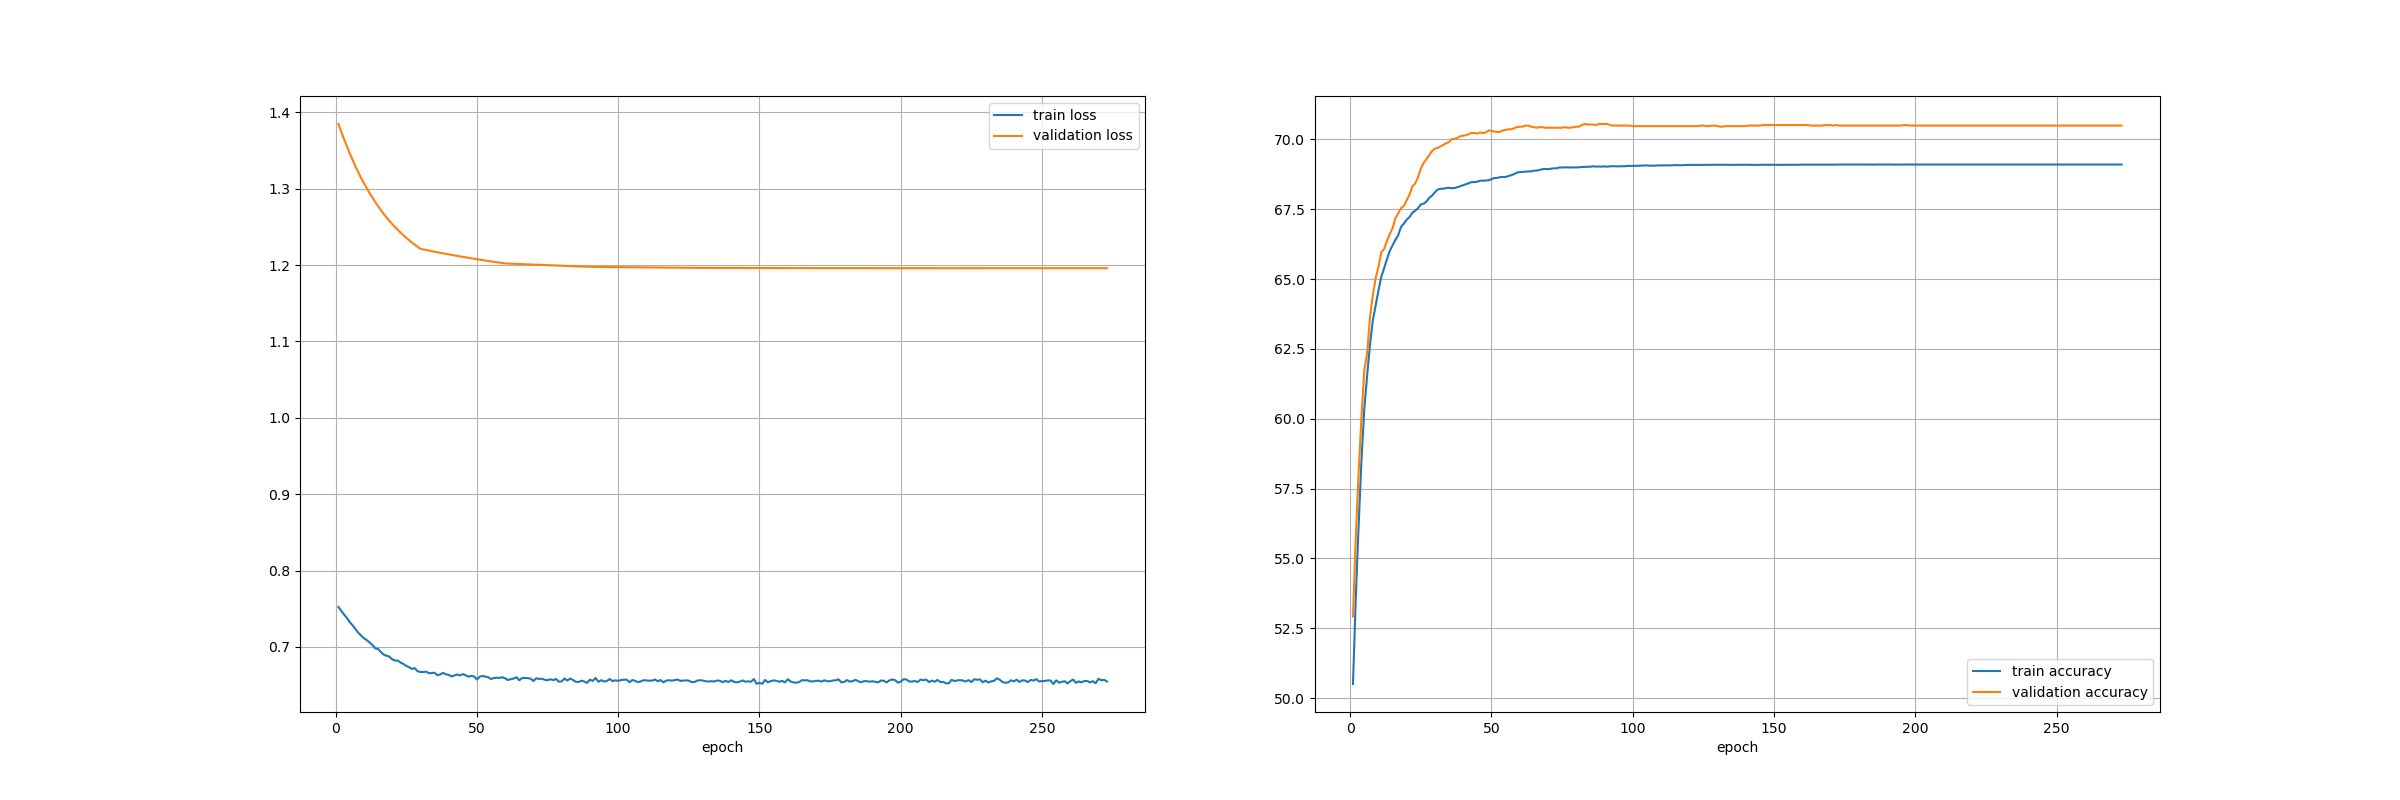 1.4
1.3
1.2
1.1
1.0
0.9
0.8
0.7
0 50 100 150 200 250
epoch
train loss
validation loss
70.0
67.5
65.0
62.5
60.0
57.5
55.0
52.5
50.0
0 50 100 150 200 250
epoch
train accuracy
validation accuracy